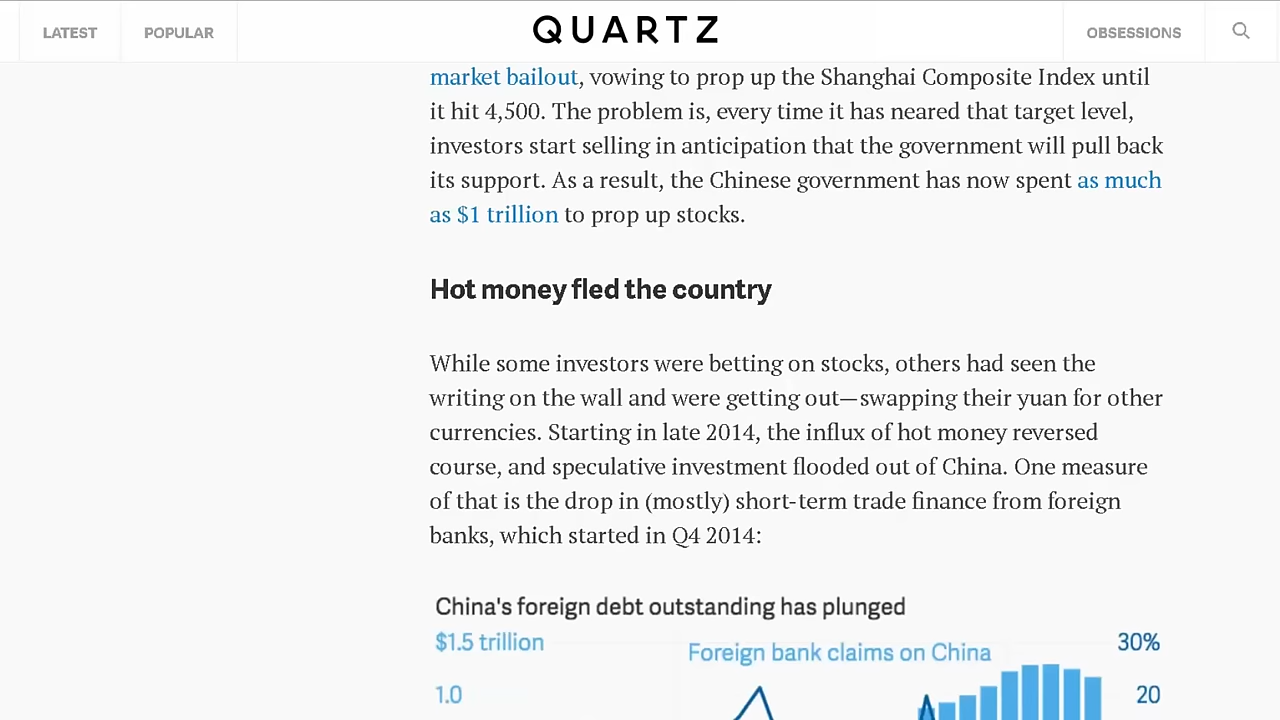 LATEST
POPULAR
QUARTZ
OBSESSIONS
market bailout, vowing to prop up the Shanghai Composite Index until
it hit 4,500. The problem is, every time it has neared that target level,
investors start selling in anticipation that the government will pull back
its support. As a result, the Chinese government has now spent as much
as $1 trillion to prop up stocks.
Hot money fled the country
While some investors were betting on stocks, others had seen the
writing on the wall and were getting out—swapping their yuan for other
currencies. Starting in late 2014, the influx of hot money reversed
course, and speculative investment flooded out of China. One measure
of that is the drop in (mostly) short-term trade finance from foreign
banks, which started in Q4 2014:
China's foreign debt outstanding has plunged
$1.5 trillion
Foreign bank claims on China
30%
1.0
20